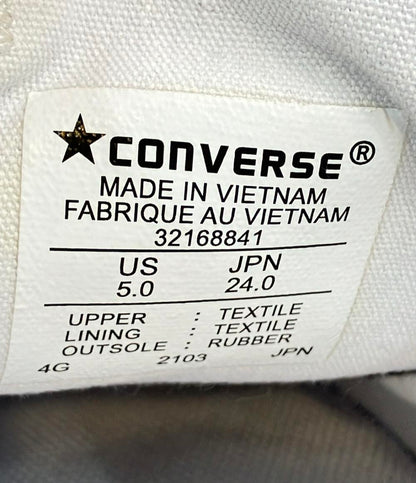 ★CONVERSE®
MADE IN VIETNAM
FABRIQUE AU VIETNAM
32168841
US JPN
5.0 24.0
UPPER : TEXTILE
LINING : TEXTILE
OUTSOLE : RUBBER
4G 2103 JPN